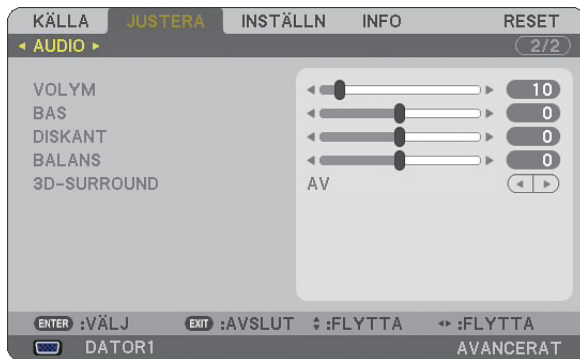 KÄLLA JUSTERA INSTÄLLN INFO RESET
AUDIO 2/2
VOLYM 10
BAS 0
DISKANT 0
BALANS 0
3D-SURROUND AV
ENTER :VÄLJ EXIT :AVSLUT :FLYTTA :FLYTTA
DATOR1 AVANCERAT